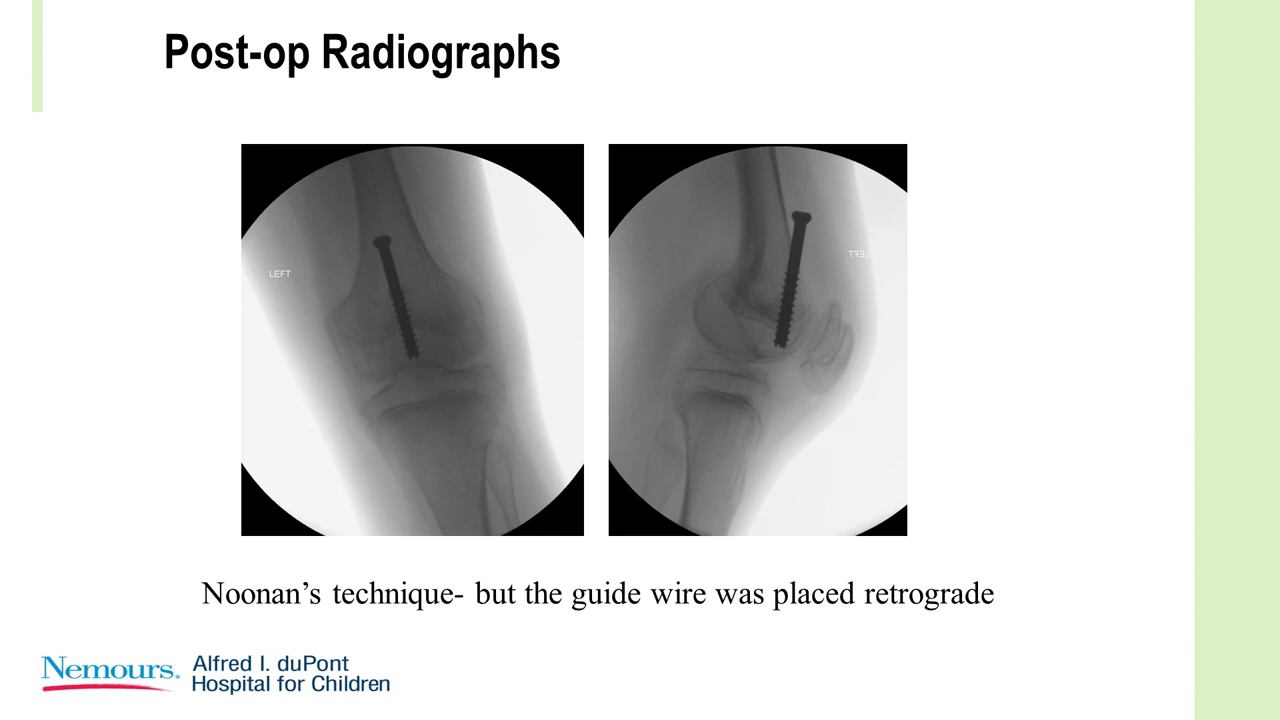 Post-op Radiographs
LEFT
LEFT
Noonan's technique- but the guide wire was placed retrograde
Nemours. Alfred I. duPont
Hospital for Children